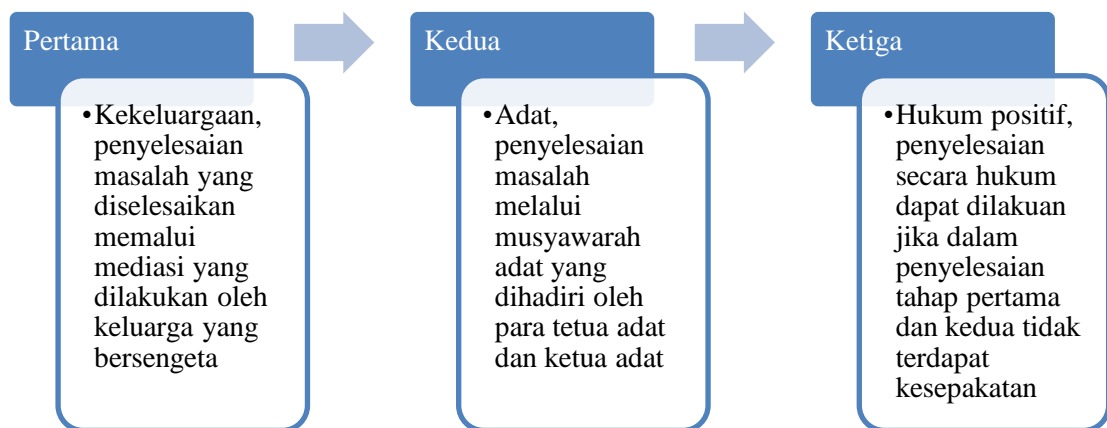 Pertama
•Kekeluargaan,
penyelesaian
masalah yang
diselesaikan
memalui
mediasi yang
dilakukan oleh
keluarga yang
bersengeta
Kedua
•Adat,
penyelesaian
masalah
melalui
musyawarah
adat yang
dihadiri oleh
para tetua adat
dan ketua adat
Ketiga
•Hukum positif,
penyelesaian
secara hukum
dapat dilakuan
jika dalam
penyelesaian
tahap pertama
dan kedua tidak
terdapat
kesepakatan